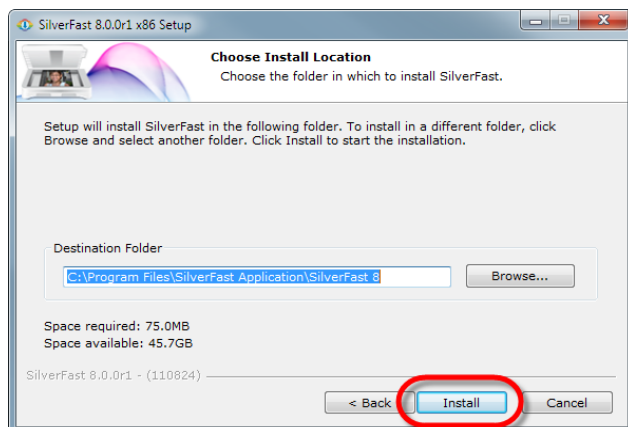 SilverFast 8.0.0r1 x86 Setup
Choose Install Location
Choose the folder in which to install SilverFast.
Setup will install SilverFast in the following folder. To install in a different folder, click
Browse and select another folder. Click Install to start the installation.
Destination Folder
C:\Program Files\SilverFast Application\SilverFast 8
Browse...
Space required: 75.0MB
Space available: 45.7GB
SilverFast 8.0.0r1 - (110824)
< Back
Install
Cancel